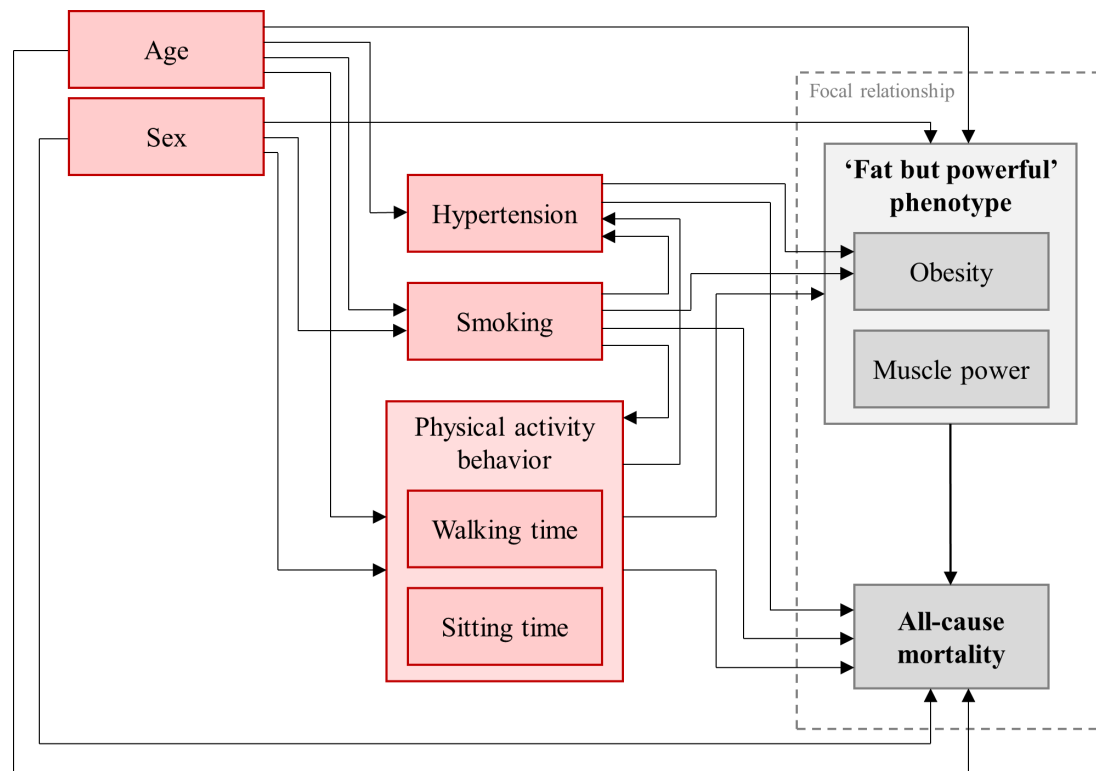 Age
Focal relationship
Sex
‘Fat but powerful’
phenotype
Hypertension
Obesity
Smoking
Muscle power
Physical activity
behavior
Walking time
Sitting time
All-cause
mortality